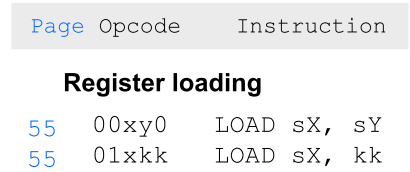 Page Opcode Instruction
Register loading
55 00xy0 LOAD sX, sY
55 01xkk LOAD sX, kk